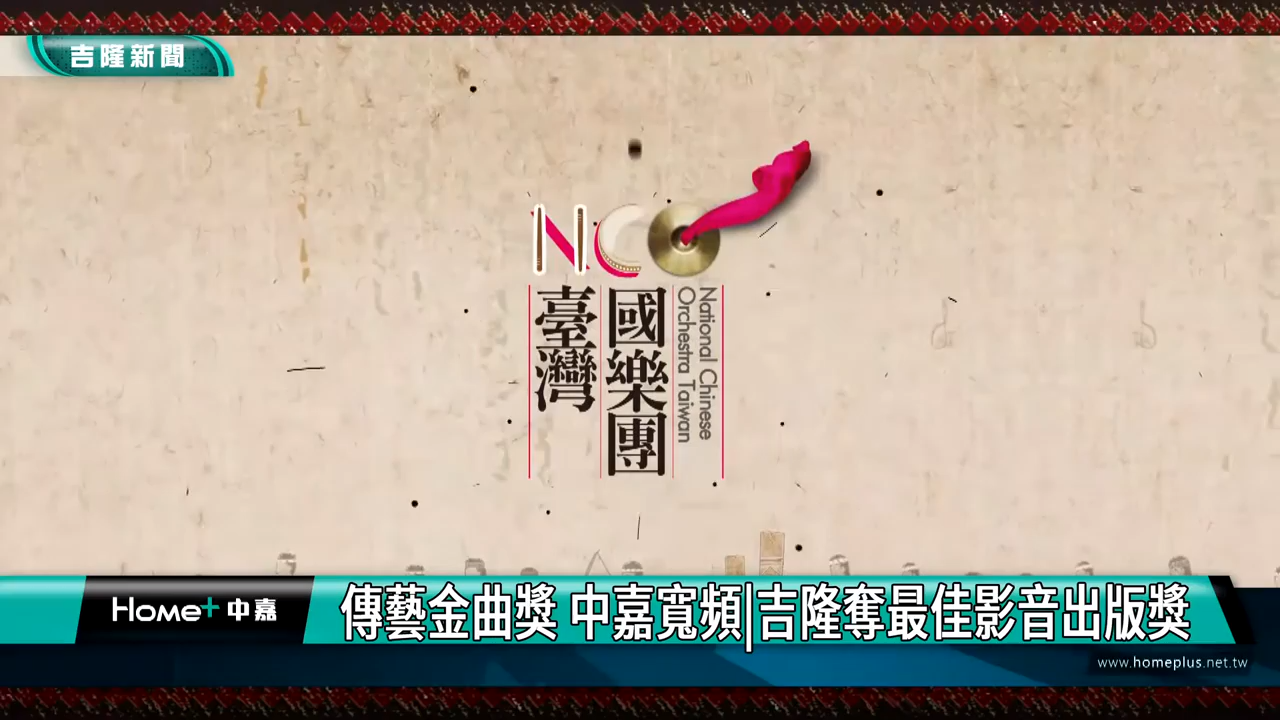 吉隆新聞
NCO
臺灣
國樂團
National Chinese
Orchestra Taiwan
Home+中嘉
傳藝金曲獎 中嘉寬頻|吉隆奪最佳影音出版獎
www.homeplus.net.tw